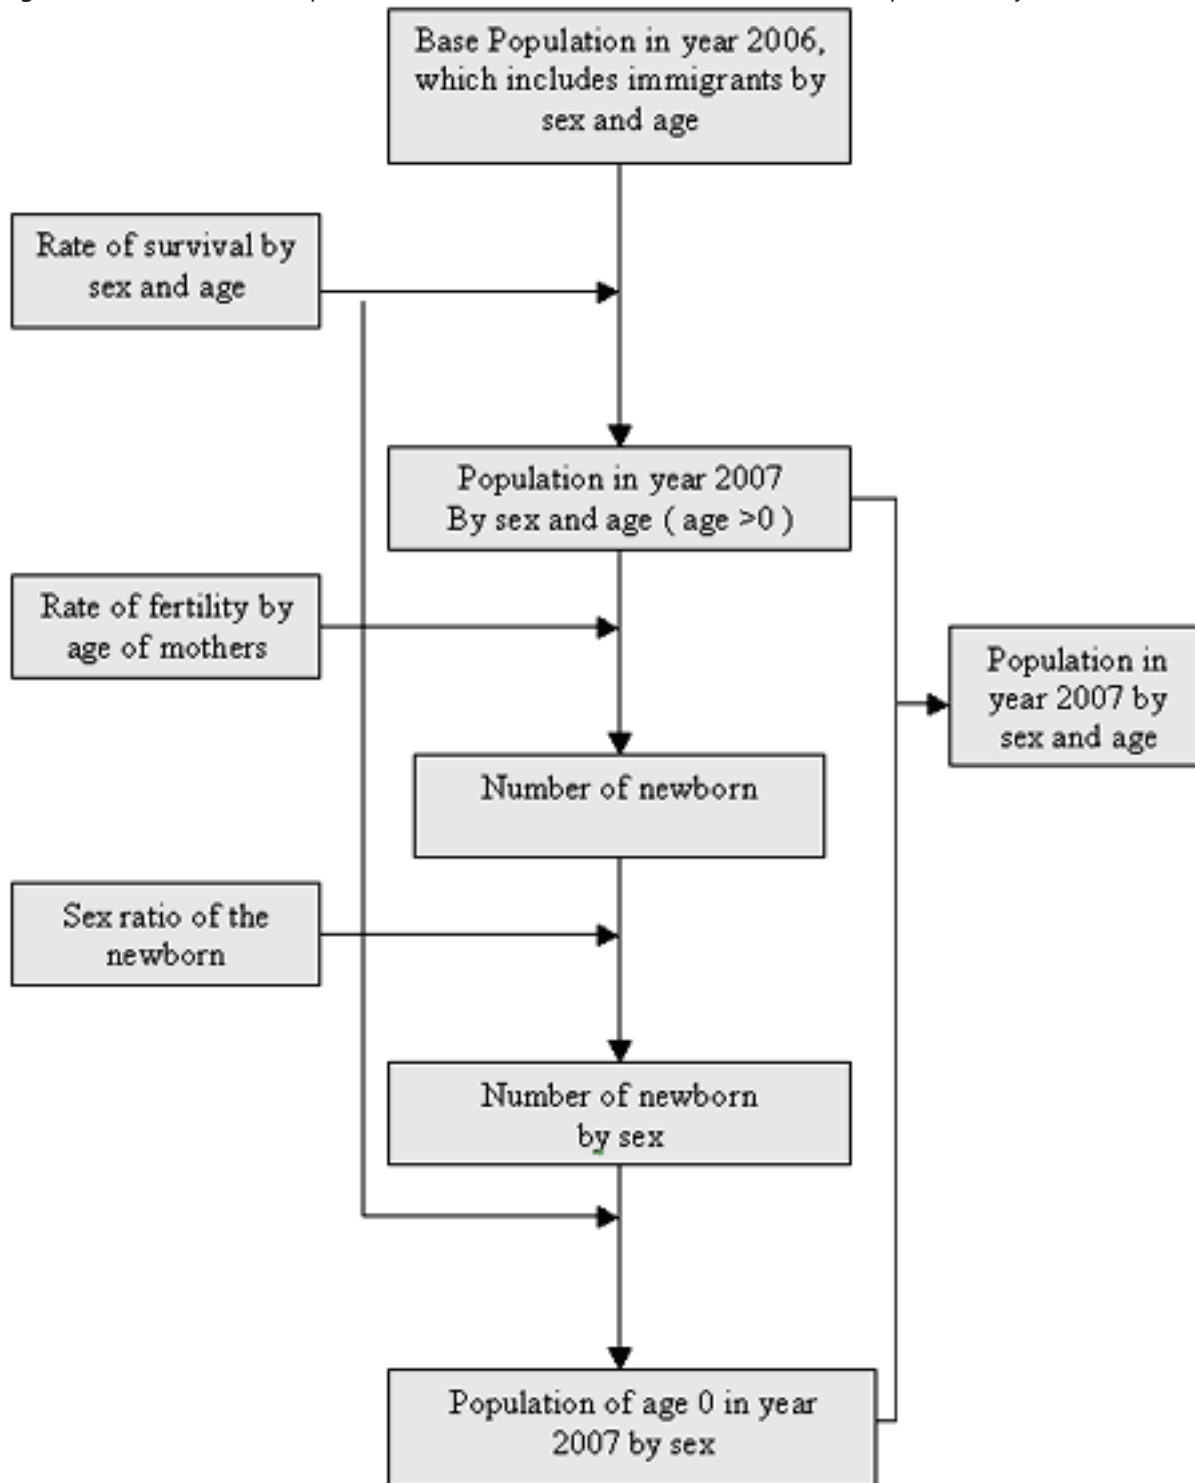 Base Population in year 2006,
which includes immigrants by
sex and age
Rate of survival by
sex and age
Population in year 2007
By sex and age ( age >0 )
Rate of fertility by
age of mothers
Population in
year 2007 by
sex and age
Number of newborn
Sex ratio of the
newborn
Number of newborn
by sex
Population of age 0 in year
2007 by sex